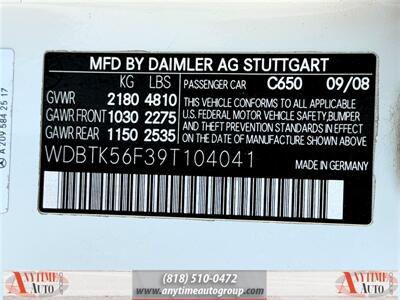 MFD BY DAIMLER AG STUTTGART
KG LBS PASSENGER CAR C650 09/08
GVWR 2180 4810
GAWR FRONT 1030 2275
GAWR REAR 1150 2535
THIS VEHICLE CONFORMS TO ALL APPLICABLE
U.S. FEDERAL MOTOR VEHICLE SAFETY, BUMPER
AND THEFT PREVENTION STANDARDS IN
EFFECT ON THE DATE OF MANUFACTURE
SHOWN ABOVE.
WDBTK56F39T104041
A 209 584 25 17
ANYTIME AUTO
(818) 510-0472
www.anytimeautogroup.com
ANYTIME AUTO